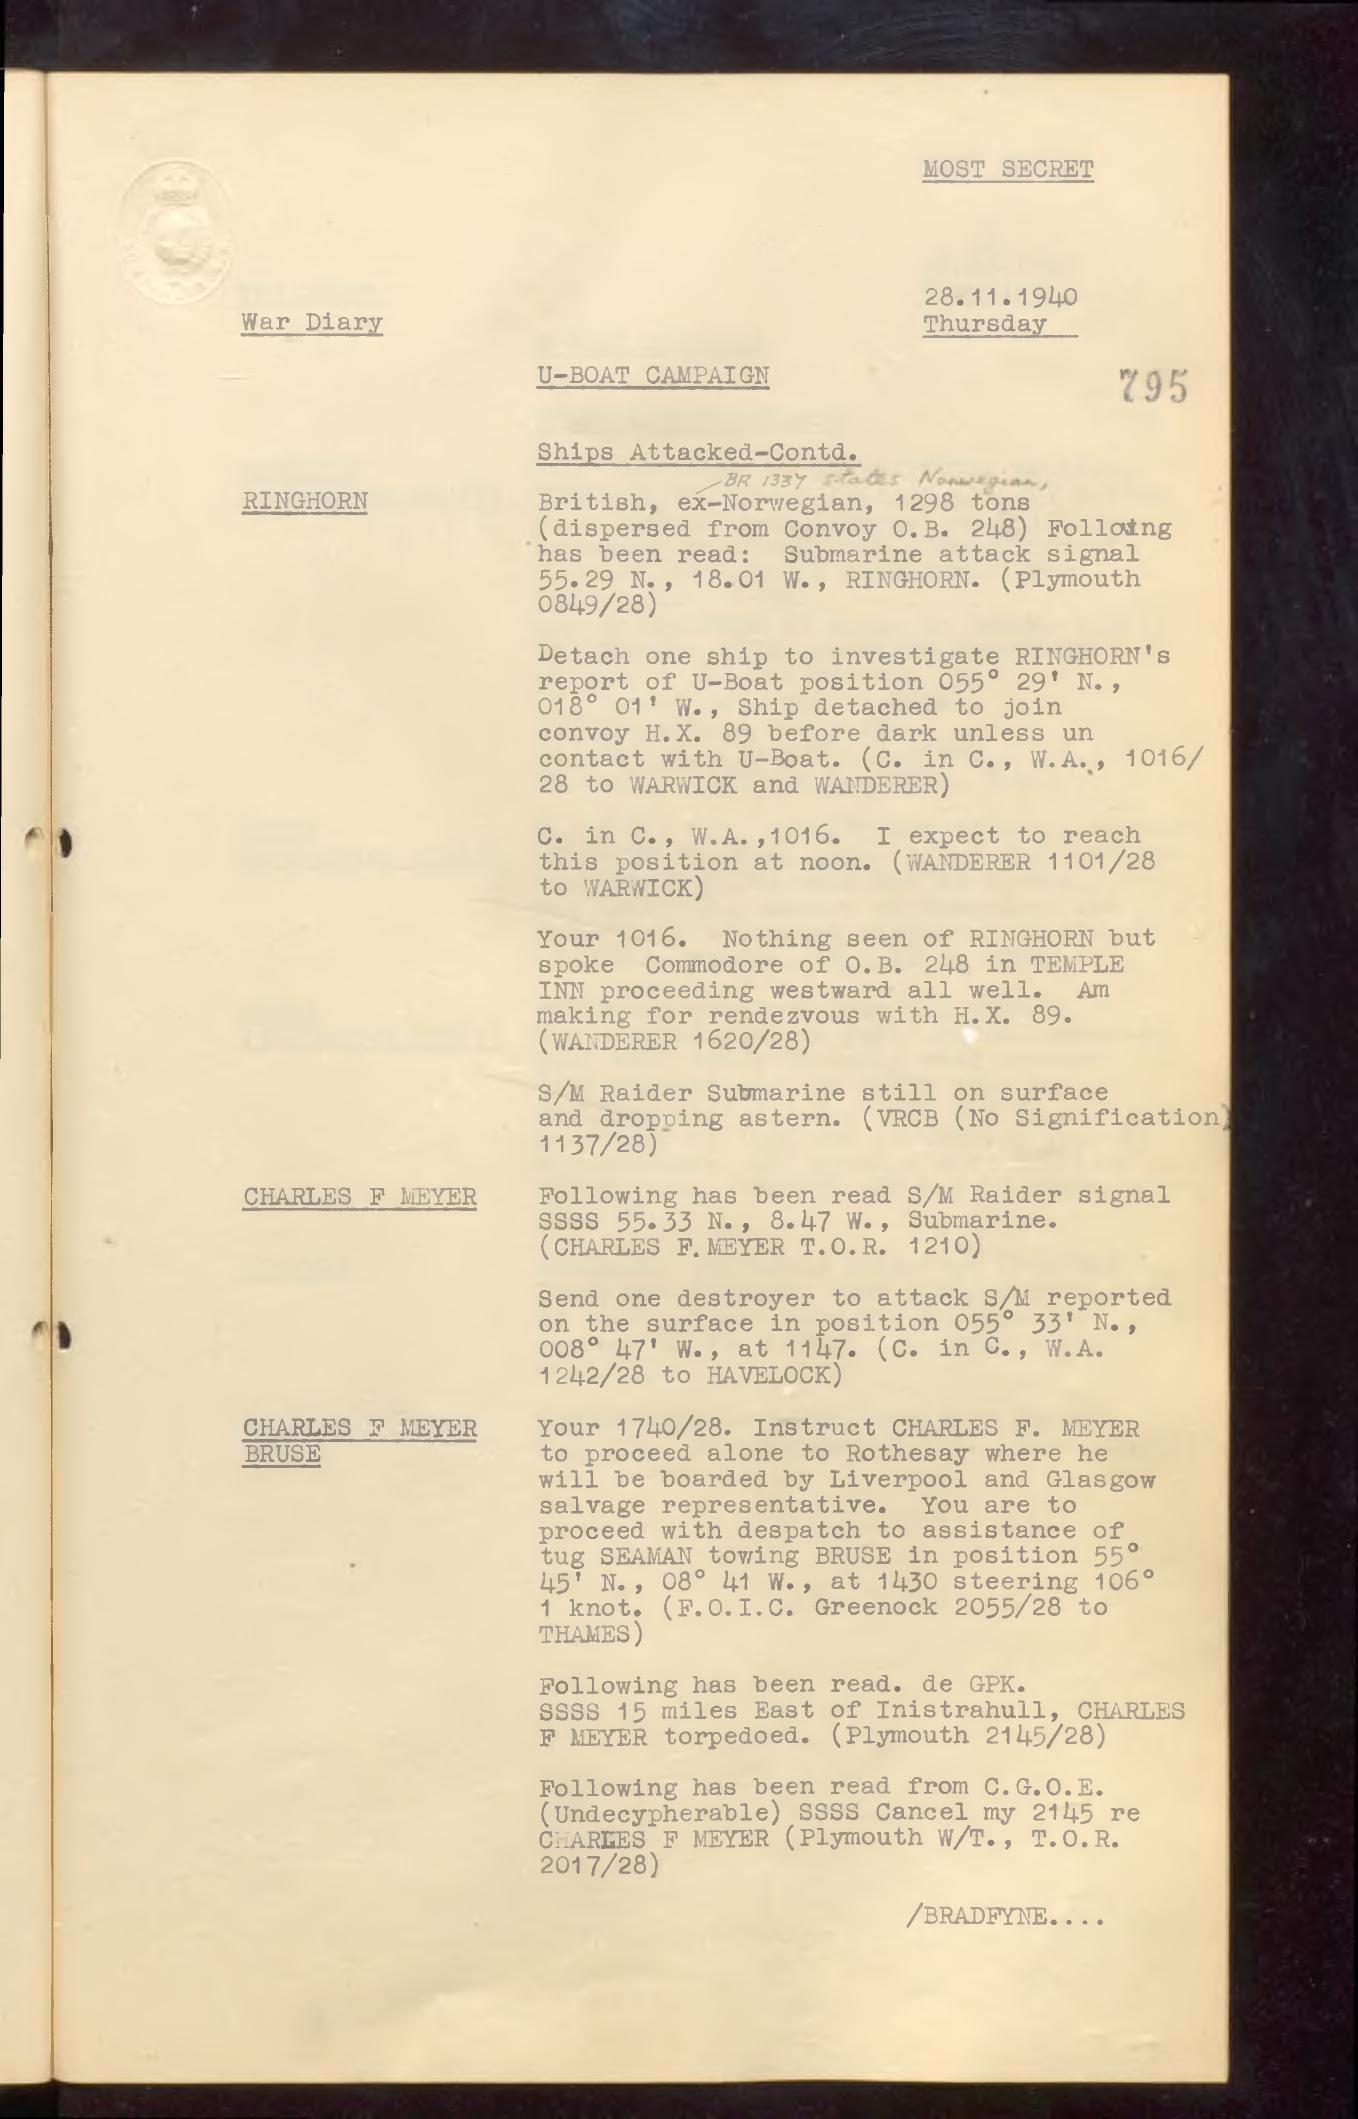 MOST SECRET
28.11.1940
War Diary
Thursday
U-BOAT CAMPAIGN
795
Ships Attacked-Contd.
BR 1337 states Norwegian,
RINGHORN
British, ex-Norwegian, 1298 tons
(dispersed from Convoy O.B. 248) Following
has been read: Submarine attack signal
55.29 N., 18.01 W., RINGHORN. (Plymouth
0849/28)
Detach one ship to investigate RINGHORN's
report of U-Boat position 055° 29' N.,
018° 01' W., Ship detached to join
convoy H.X. 89 before dark unless un
contact with U-Boat. (C. in C., W.A., 1016/
28 to WARWICK and WANDERER)
C. in C., W.A.,1016. I expect to reach
this position at noon. (WANDERER 1101/28
to WARWICK)
Your 1016. Nothing seen of RINGHORN but
spoke Commodore of O.B. 248 in TEMPLE
INN proceeding westward all well. Am
making for rendezvous with H.X. 89.
(WANDERER 1620/28)
S/M Raider Submarine still on surface
and dropping astern. (VRCB (No Signification)
1137/28)
CHARLES F MEYER
Following has been read S/M Raider signal
SSSS 55.33 N., 8.47 W., Submarine.
(CHARLES F.MEYER T.O.R. 1210)
Send one destroyer to attack S/M reported
on the surface in position 055° 33' N.,
008° 47' W., at 1147. (C. in C., W.A.
1242/28 to HAVELOCK)
CHARLES F MEYER
BRUSE
Your 1740/28. Instruct CHARLES F. MEYER
to proceed alone to Rothesay where he
will be boarded by Liverpool and Glasgow
salvage representative. You are to
proceed with despatch to assistance of
tug SEAMAN towing BRUSE in position 55°
45' N., 08° 41 W., at 1430 steering 106°
1 knot. (F.O.I.C. Greenock 2055/28 to
THAMES)
Following has been read. de GPK.
SSSS 15 miles East of Inistrahull, CHARLES
F MEYER torpedoed. (Plymouth 2145/28)
Following has been read from C.G.O.E.
(Undecypherable) SSSS Cancel my 2145 re
CHARLES F MEYER (Plymouth W/T., T.O.R.
2017/28)
/BRADFYNE....